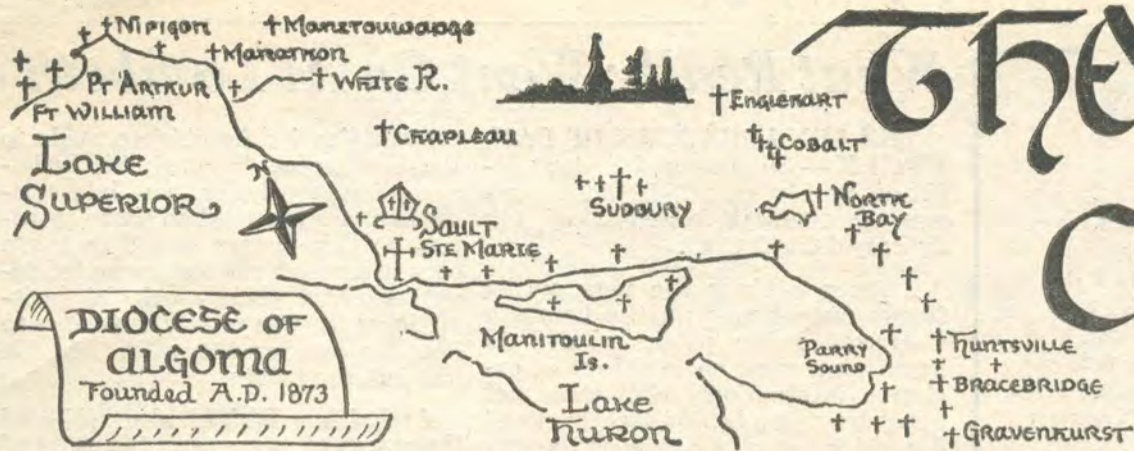 Nipigon
Manitouwadge
Marathon
White R.
Pt Arthur
Ft William
Lake
Superior
Chapleau
N
Sault
Ste Marie
Sudbury
Englehart
Cobalt
North
Bay
The
C
Manitoulin
Is.
Lake
Huron
Parry
Sound
Huntsville
Bracebridge
Gravenhurst
DIOCESE OF
ALGOMA
Founded A.D. 1873